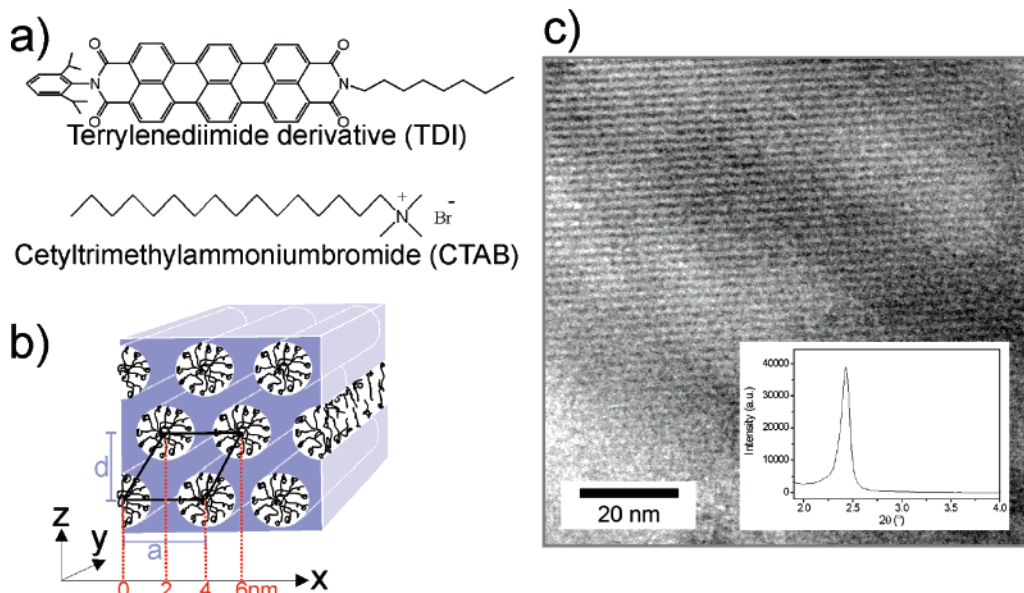 a)
O
O
N
N
O
O
Terrylenediimide derivative (TDI)
+
N
Br
-
Cetyltrimethylammoniumbromide (CTAB)
b)
d
a
z
y
x
0 2 4 6nm
c)
20 nm
Intensity (a.u.)
40000
30000
20000
10000
0
2.0 2.5 3.0 3.5 4.0
2θ (°)